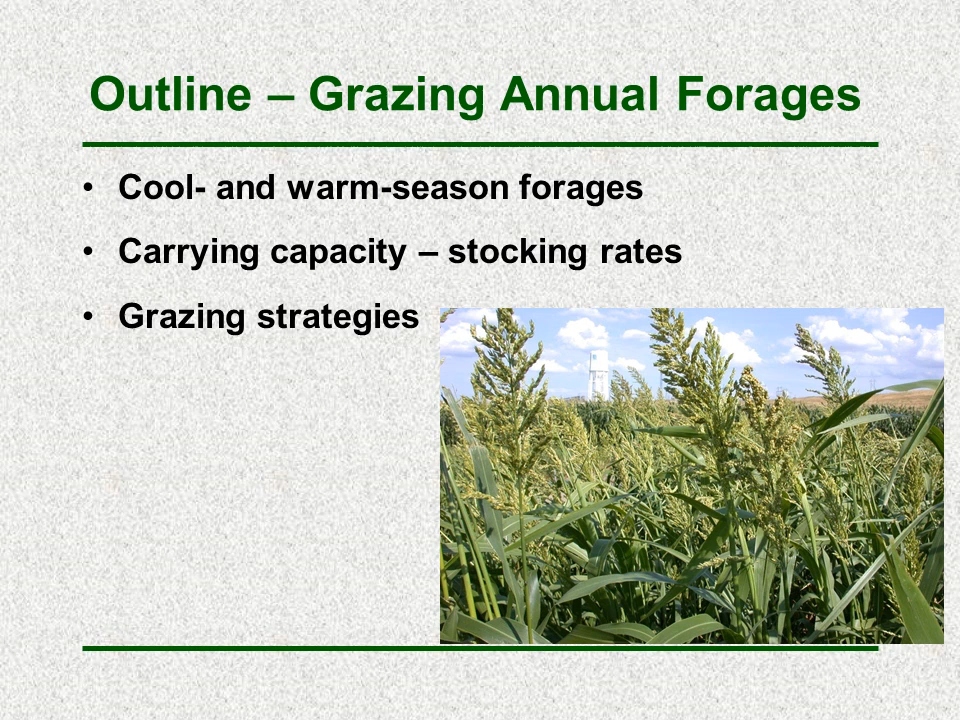 Outline – Grazing Annual Forages
• Cool- and warm-season forages
• Carrying capacity – stocking rates
• Grazing strategies